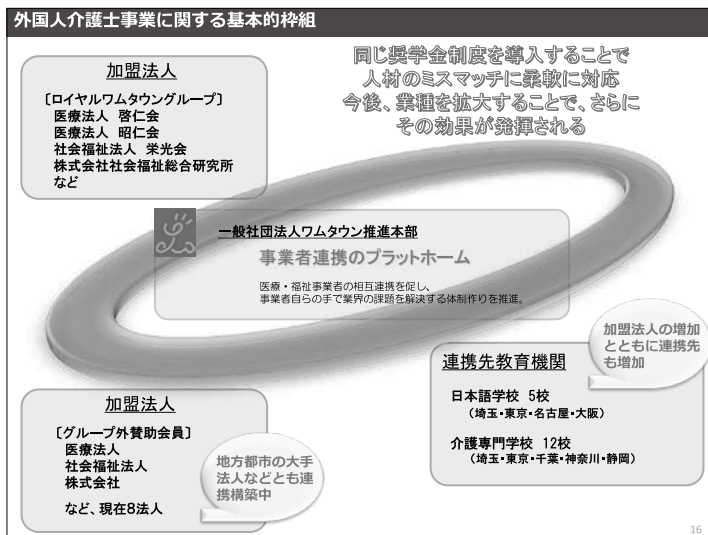 外国人介護士事業に関する基本的枠組
加盟法人
〔ロイヤルワムタウングループ〕
医療法人 啓仁会
医療法人 昭仁会
社会福祉法人 栄光会
株式会社社会福祉総合研究所
など
同じ奨学金制度を導入することで
人材のミスマッチに柔軟に対応
今後、業種を拡大することで、さらに
その効果が発揮される
一般社団法人ワムタウン推進本部
事業者連携のプラットホーム
医療・福祉事業者の相互連携を促し、
事業者自らの手で業界の課題を解決する体制作りを推進。
加盟法人の増加
とともに連携先
も増加
連携先教育機関
日本語学校 5校
（埼玉・東京・名古屋・大阪）
介護専門学校 12校
（埼玉・東京・千葉・神奈川・静岡）
加盟法人
〔グループ外賛助会員〕
医療法人
社会福祉法人
株式会社
など、現在8法人
地方都市の大手
法人などとも連
携構築中
16